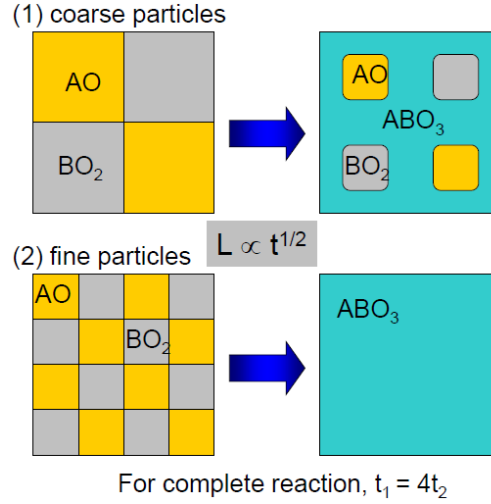 (1) coarse particles
AO
BO₂
AO
ABO₃
BO₂
L ∝ t¹/²
(2) fine particles
AO
BO₂
ABO₃
For complete reaction, t₁ = 4t₂